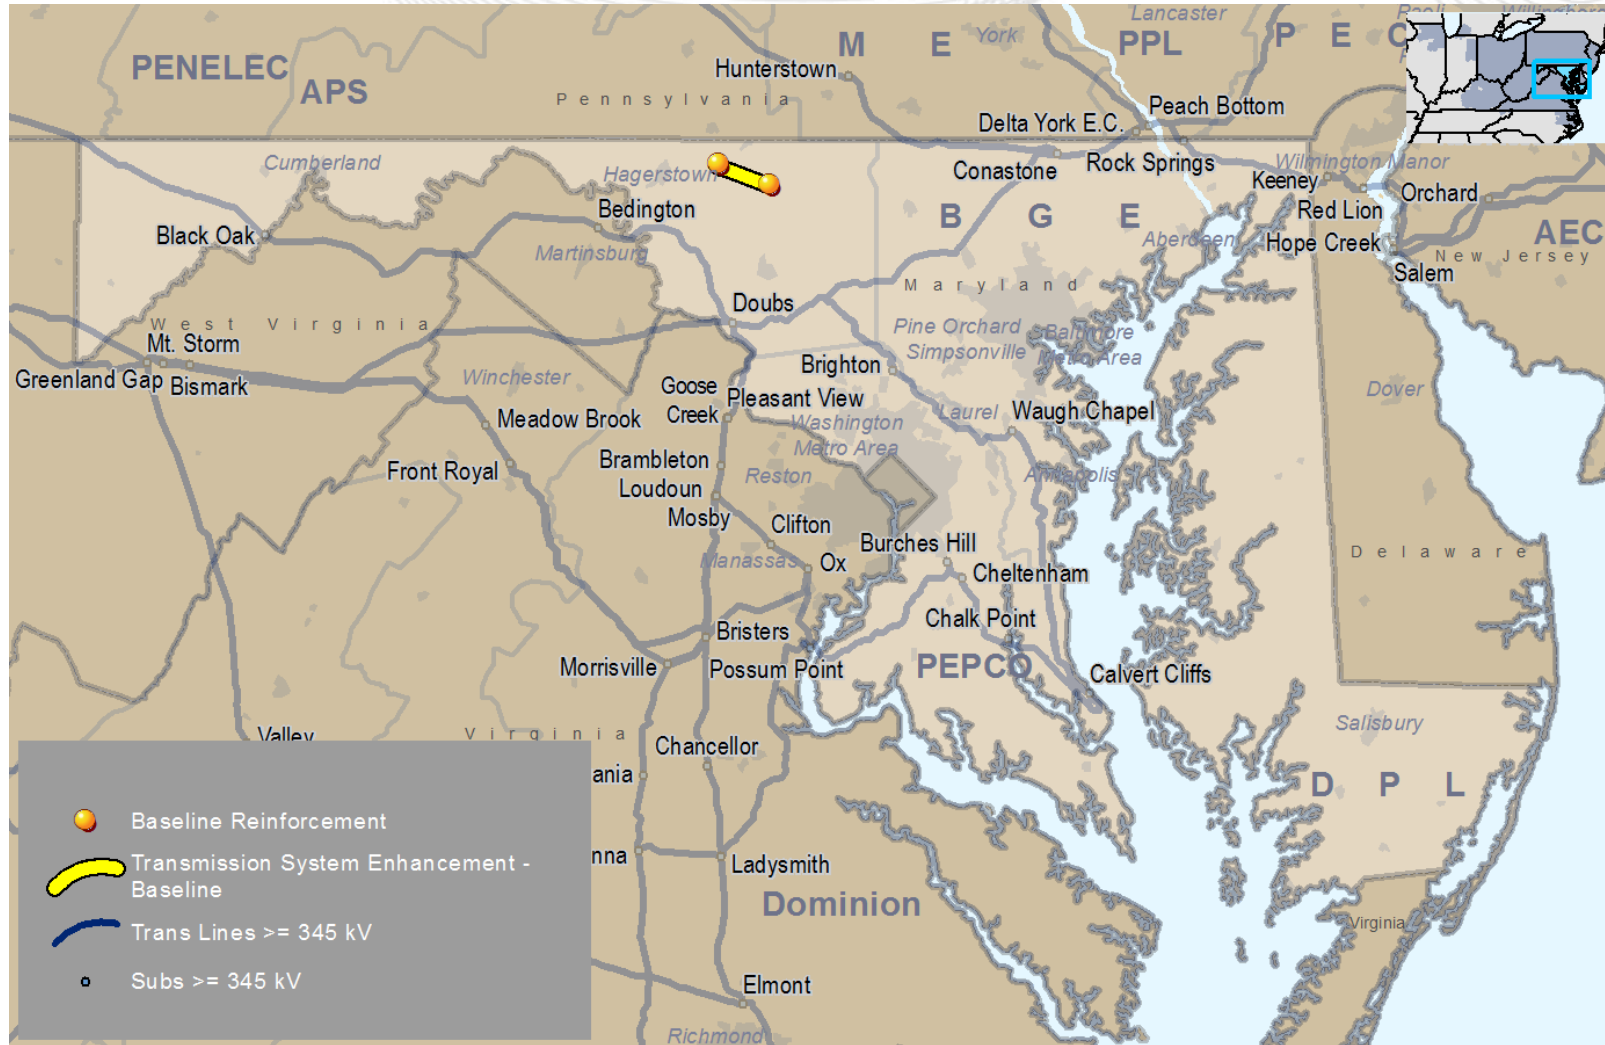 Lancaster
Paoli
Willingboro
M E
York
PPL
P E C
PENELEC
APS
Hunterstown
Pennsylvania
Peach Bottom
Delta York E.C.
Cumberland
Hagerstown
Conastone
Rock Springs
Wilmington Manor
Keeney
Orchard
Bedington
Red Lion
B G E
Black Oak
Martinsburg
Aberdeen
Hope Creek
AEC
New Jersey
Salem
Maryland
Doubs
West Virginia
Pine Orchard
Simpsonville
Baltimore
Metro Area
Mt. Storm
Greenland Gap
Bismark
Brighton
Winchester
Goose
Creek
Pleasant View
Dover
Meadow Brook
Washington
Metro Area
Laurel
Waugh Chapel
Front Royal
Brambleton
Reston
Annapolis
Loudoun
Mosby
Clifton
Manassas
Ox
Burches Hill
Delaware
Cheltenham
Chalk Point
Bristers
Morrisville
Possum Point
PEPCO
Calvert Cliffs
Valley
Virginia
Chancellor
Salisbury
ania
D P L
Baseline Reinforcement
Transmission System Enhancement -
Baseline
nna
Ladysmith
Dominion
Virginia
Trans Lines >= 345 kV
Subs >= 345 kV
Elmont
Richmond